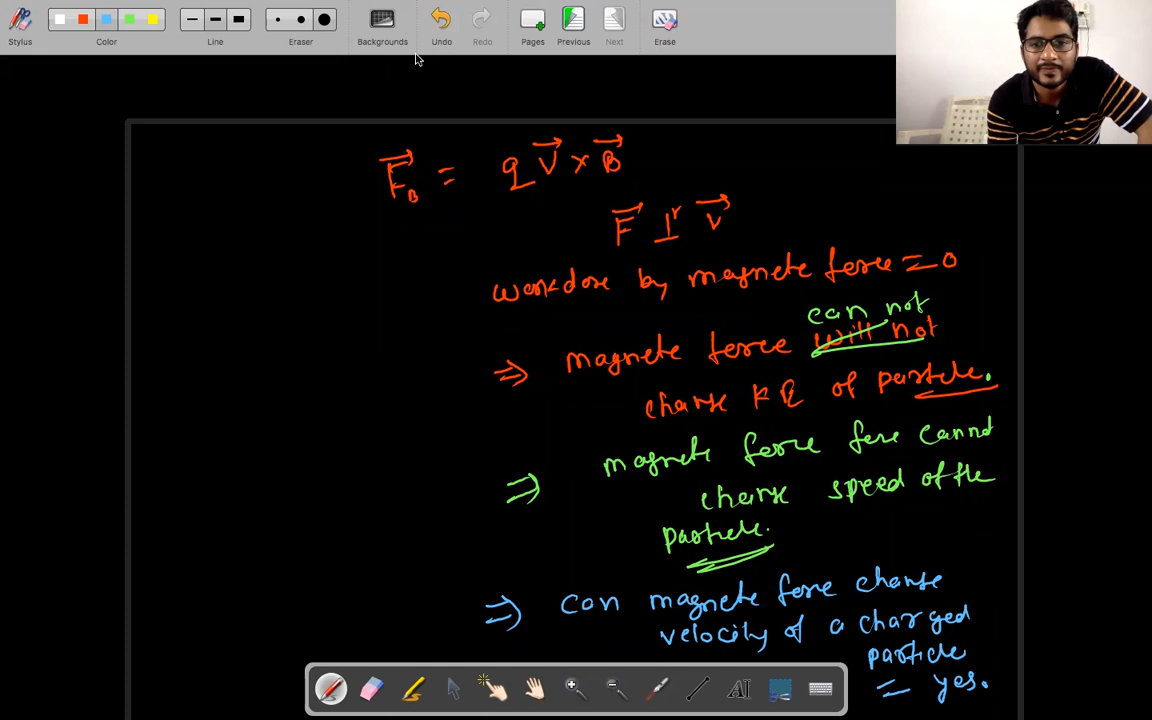 Stylus Color Line Eraser Backgrounds Undo Redo Pages Previous Next Erase
F_B = q V × B
F ⊥r V
workdone by magnetic force = 0
can not
⇒ magnetic force will not
change KE of particle.
⇒ magnetic force force cannot
change speed of the
particle.
⇒ can magnetic force change
velocity of a charged
particle
= yes.